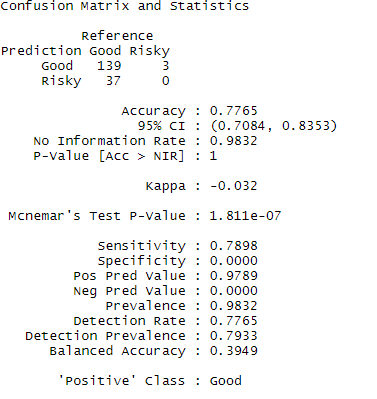 Confusion Matrix and Statistics
Reference
Prediction Good Risky
Good 139 3
Risky 37 0
Accuracy : 0.7765
95% CI : (0.7084, 0.8353)
No Information Rate : 0.9832
P-Value [Acc > NIR] : 1
Kappa : -0.032
Mcnemar's Test P-Value : 1.811e-07
Sensitivity : 0.7898
Specificity : 0.0000
Pos Pred Value : 0.9789
Neg Pred Value : 0.0000
Prevalence : 0.9832
Detection Rate : 0.7765
Detection Prevalence : 0.7933
Balanced Accuracy : 0.3949
'Positive' Class : Good